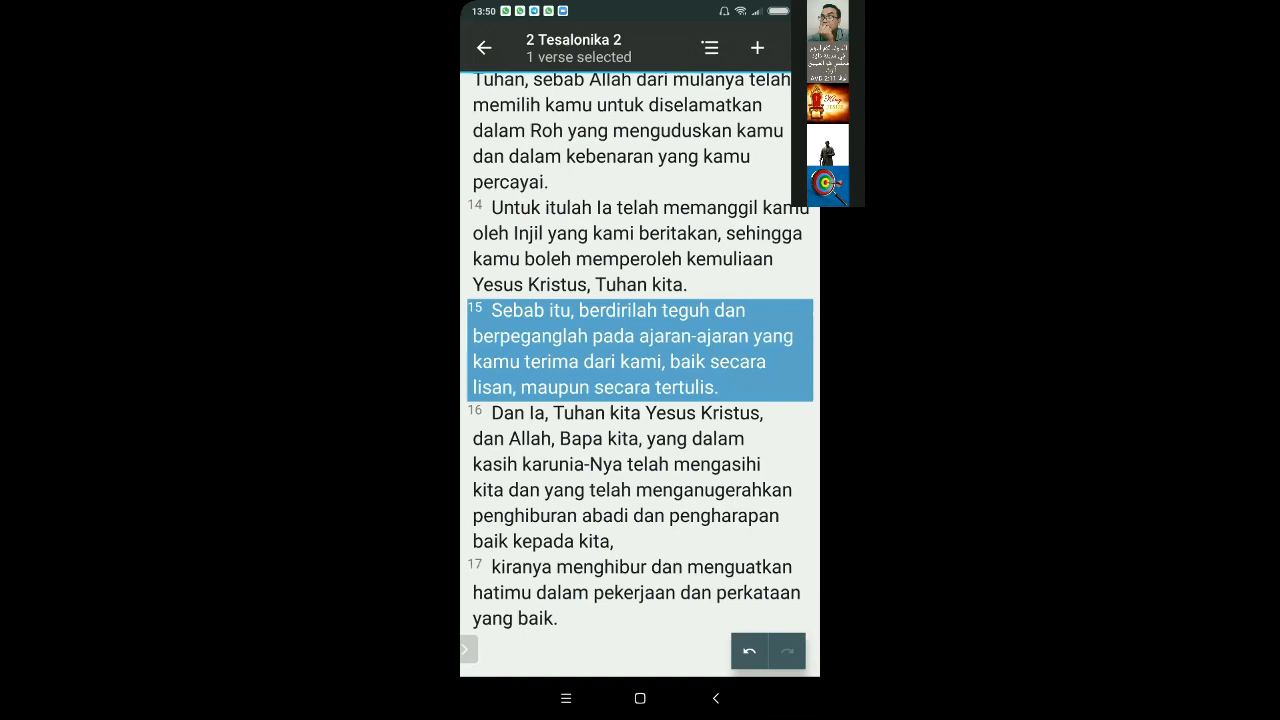 13:50
2 Tesalonika 2
1 verse selected
Tuhan, sebab Allah dari mulanya telah
memilih kamu untuk diselamatkan
dalam Roh yang menguduskan kamu
dan dalam kebenaran yang kamu
percayai.
14 Untuk itulah Ia telah memanggil kamu
oleh Injil yang kami beritakan, sehingga
kamu boleh memperoleh kemuliaan
Yesus Kristus, Tuhan kita.
15 Sebab itu, berdirilah teguh dan
berpeganglah pada ajaran-ajaran yang
kamu terima dari kami, baik secara
lisan, maupun secara tertulis.
16 Dan Ia, Tuhan kita Yesus Kristus,
dan Allah, Bapa kita, yang dalam
kasih karunia-Nya telah mengasihi
kita dan yang telah menganugerahkan
penghiburan abadi dan pengharapan
baik kepada kita,
17 kiranya menghibur dan menguatkan
hatimu dalam pekerjaan dan perkataan
yang baik.